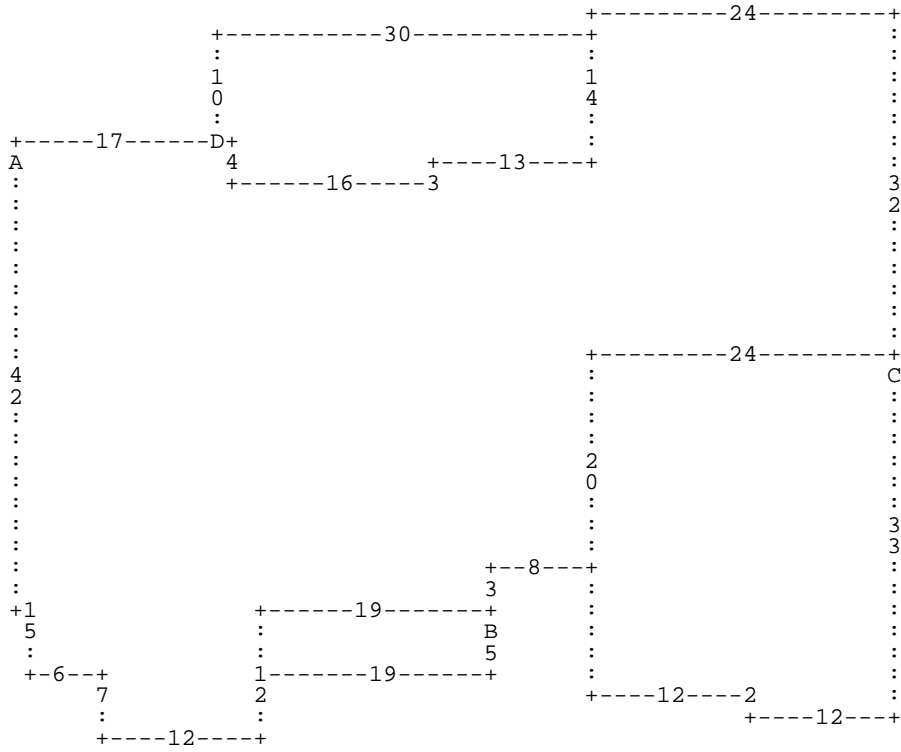 +---------24----------+
                 +-----------30-------------+                     :
                 :                          :                     :
                 1                          1                     :
                 0                          4                     :
                 :                          :                     :
+-----17------D+                           :                     :
A              4             +----13----+                     :
:              +------16-----3                                3
:                                                             2
:                                                             :
:                                                             :
:                                                             :
:                                                             :
:                                                             :
:                                                             :
:                                       +---------24---------+
4                                       :                    C
2                                       :                    :
:                                       :                    :
:                                       :                    :
:                                       2                    :
:                                       0                    :
:                                       :                    3
:                                       :                    3
:                                       :                    :
:                                +--8---+                    :
:                                3      :                    :
+1               +------19-------+      :                    :
 5               :               B      :                    :
 :               :               5      :                    :
 +-6--+          1-------19------+      :                    :
      7          2                      +----12----2         :
      :          :                                 +----12---+
      +----12----+